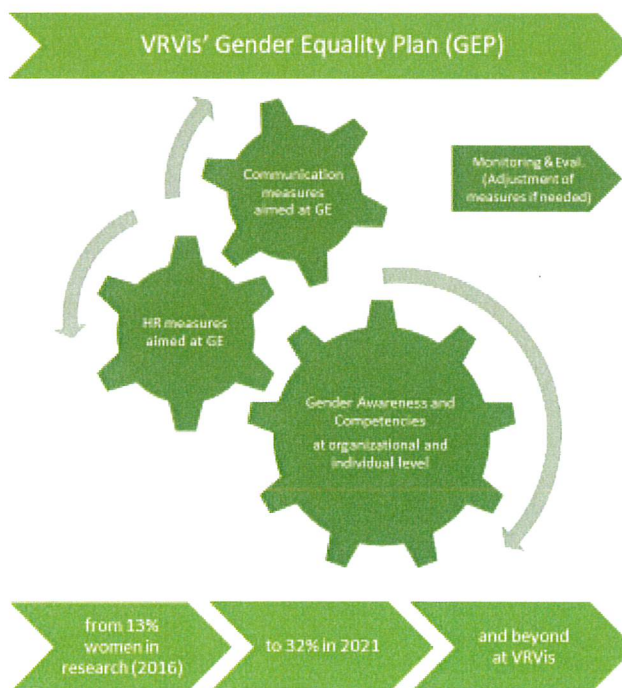 VRVis' Gender Equality Plan (GEP)
Communication
measures
aimed at GE
Monitoring & Eval.
(Adjustment of
measures if needed)
HR measures
aimed at GE
Gender Awareness and
Competencies
at organizational and
individual level
from 13%
women in
research (2016)
to 32% in 2021
and beyond
at VRVis